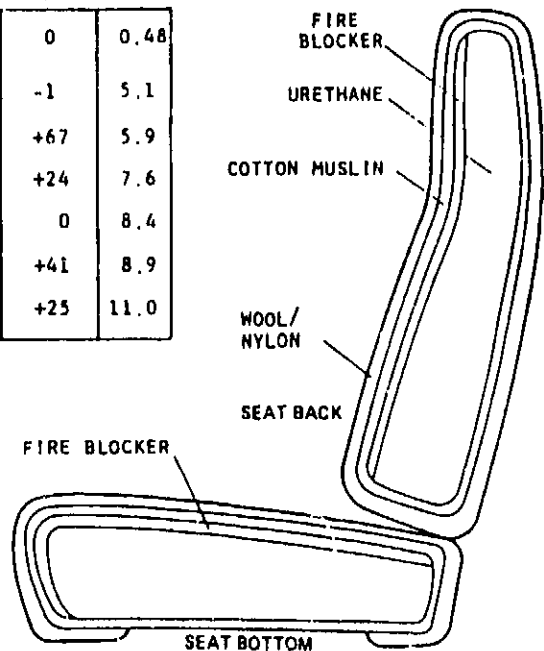 0 0.48
-1 5.1
+67 5.9
+24 7.6
0 8.4
+41 8.9
+25 11.0
FIRE
BLOCKER
URETHANE
COTTON MUSLIN
WOOL/
NYLON
SEAT BACK
FIRE BLOCKER
SEAT BOTTOM